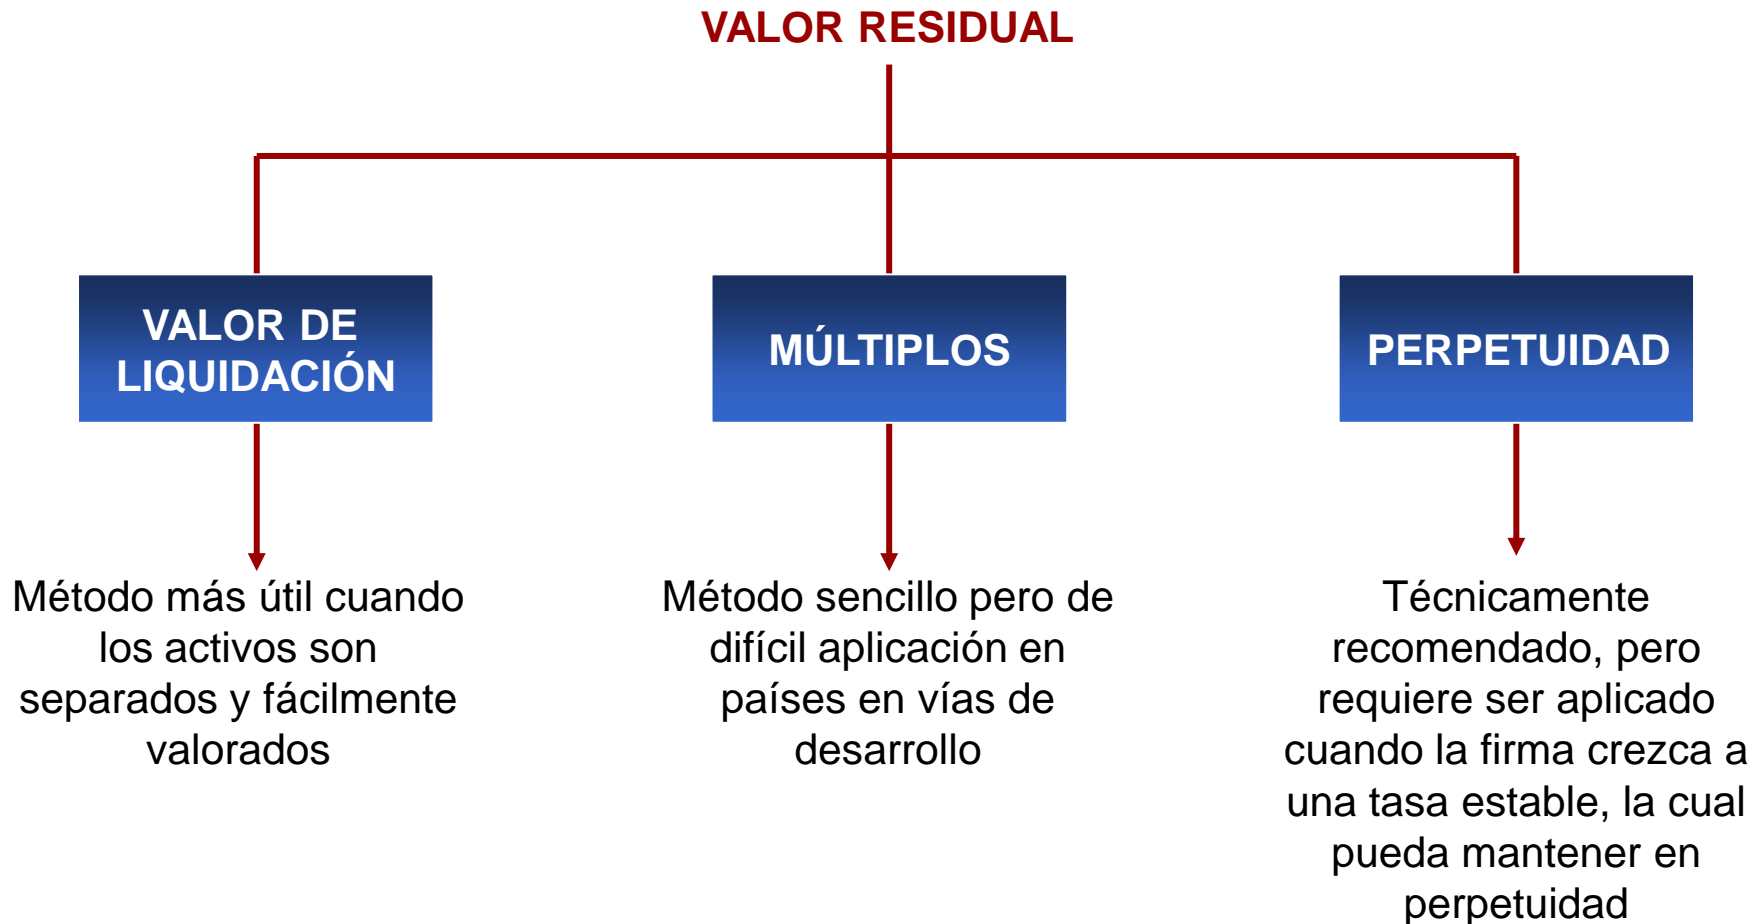 VALOR RESIDUAL
VALOR DE
LIQUIDACIÓN
MÚLTIPLOS
PERPETUIDAD
Método más útil cuando
los activos son
separados y fácilmente
valorados
Método sencillo pero de
difícil aplicación en
países en vías de
desarrollo
Técnicamente
recomendado, pero
requiere ser aplicado
cuando la firma crezca a
una tasa estable, la cual
pueda mantener en
perpetuidad